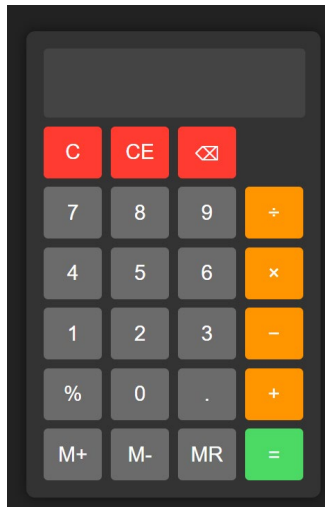 C CE ⌫
7 8 9 ÷
4 5 6 ×
1 2 3 −
% 0 . +
M+ M- MR =